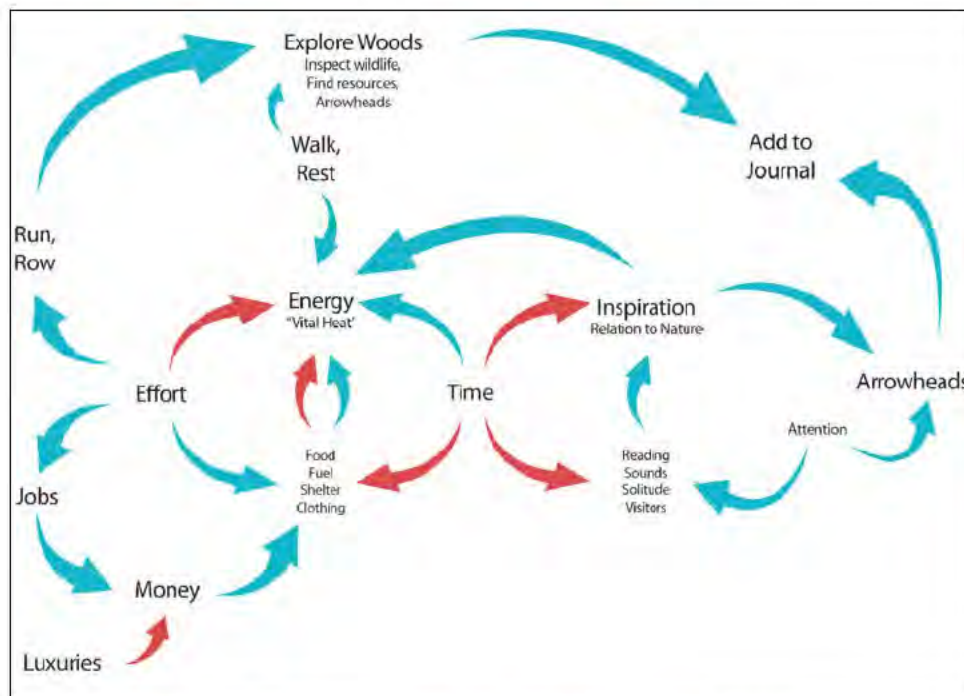 Explore Woods
Inspect wildlife,
Find resources,
Arrowheads
Walk,
Rest
Add to
Journal
Run,
Row
Energy
"Vital Heat'
Inspiration
Relation to Nature
Effort
Time
Arrowheads
Attention
Food
Fuel
Shelter
Clothing
Reading
Sounds
Solitude
Visitors
Jobs
Money
Luxuries